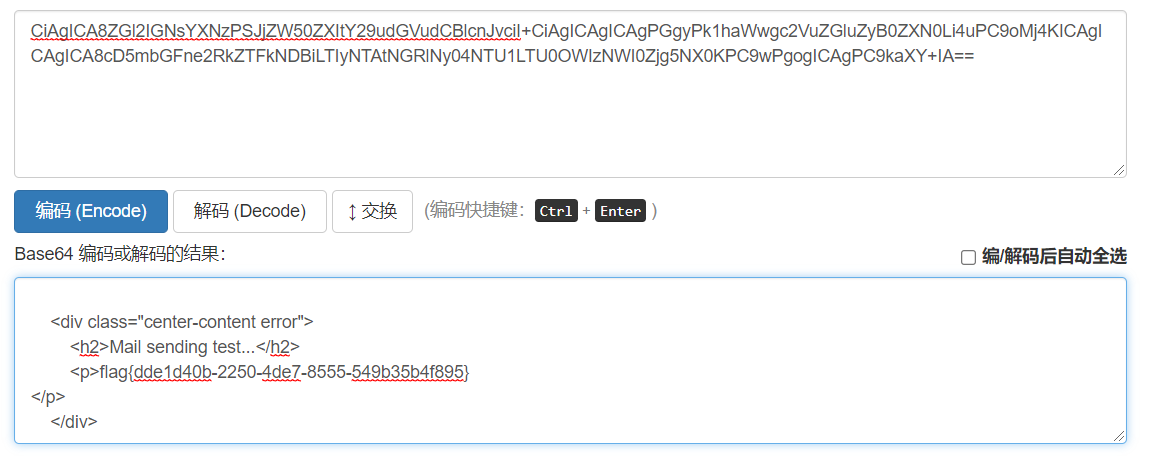 CiAgICA8ZGl2IGNsYXNzPSJjZW50ZXItY29udGVudCBlcnJvciI+CiAgICAgICAgPGgyPk1haWwgc2VuZGluZyB0ZXN0Li4uPC9oMj4KICAgI
CAgICA8cD5mbGFne2RkZTFkNDBiLTIyNTAtNGRlNy04NTU1LTU0OWIzNWI0Zjg5NX0KPC9wPgogICAgPC9kaXY+IA==
编码 (Encode) 解码 (Decode) ↕ 交换 (编码快捷键: Ctrl + Enter )
Base64 编码或解码的结果: 编/解码后自动全选
<div class="center-content error">
<h2>Mail sending test...</h2>
<p>flag{dde1d40b-2250-4de7-8555-549b35b4f895}
</p>
</div>